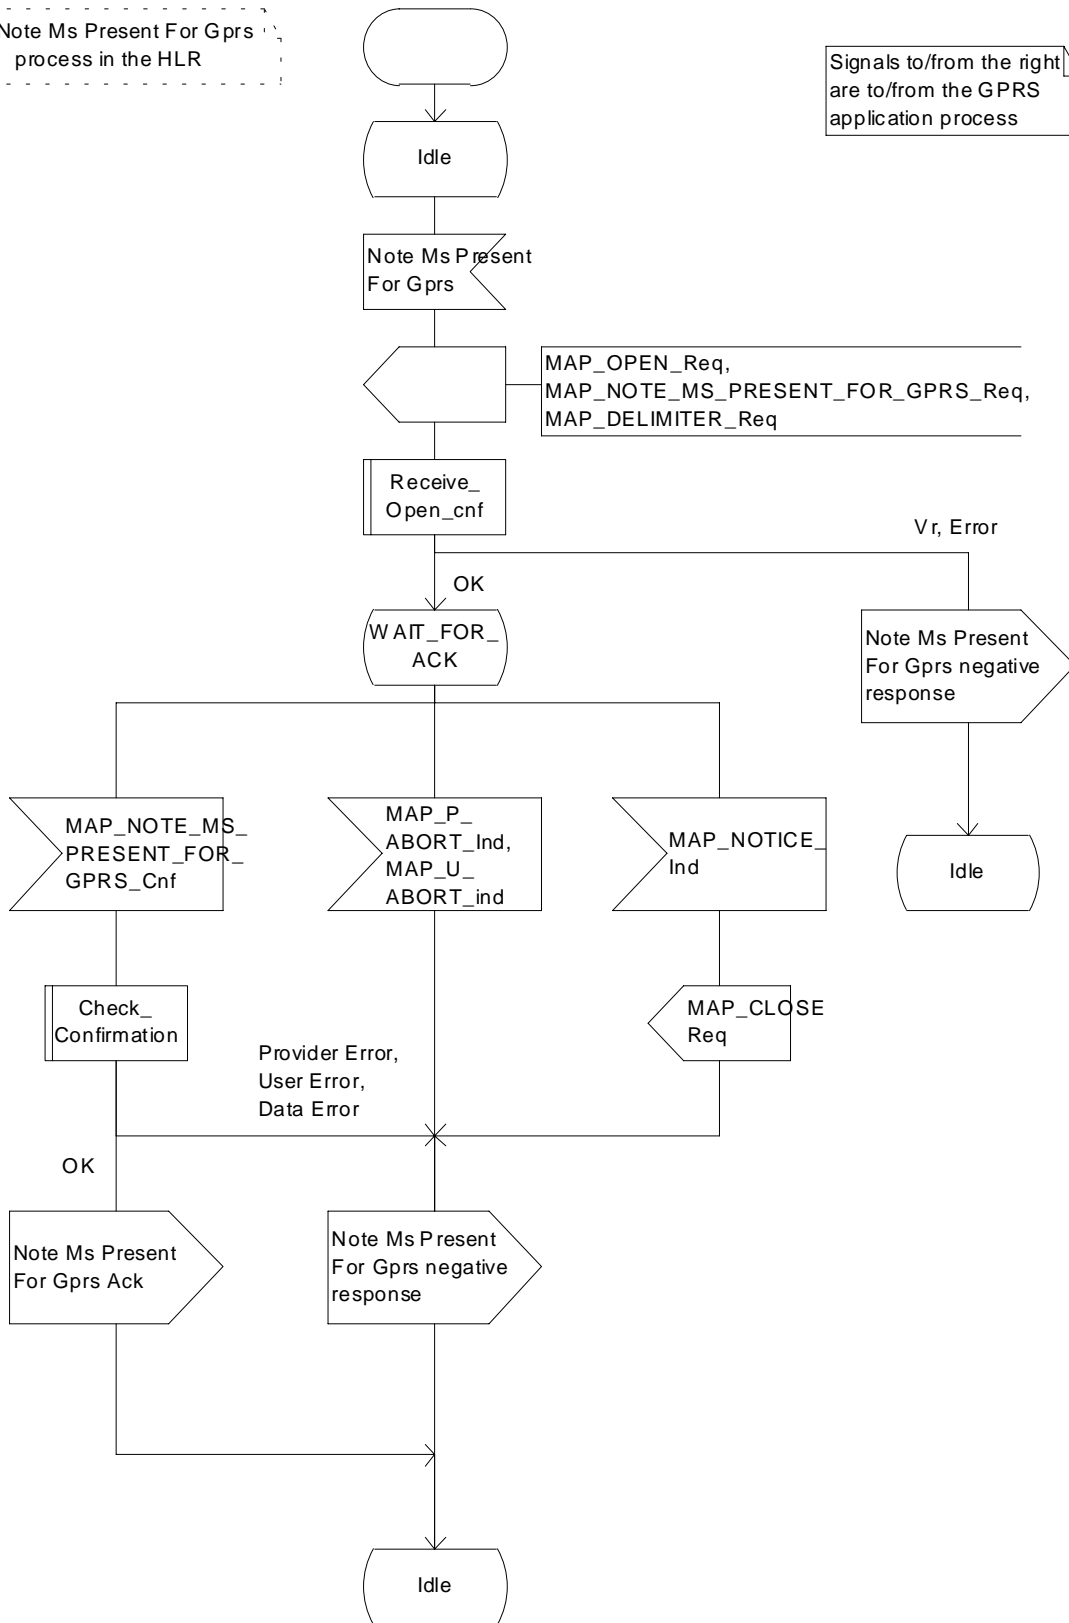 Note Ms Present For Gprs
process in the HLR
Signals to/from the right
are to/from the GPRS
application process
Idle
Note Ms Present
For Gprs
MAP_OPEN_Req,
MAP_NOTE_MS_PRESENT_FOR_GPRS_Req,
MAP_DELIMITER_Req
Receive_
Open_cnf
Vr, Error
OK
WAIT_FOR_
ACK
Note Ms Present
For Gprs negative
response
MAP_NOTE_MS_
PRESENT_FOR_
GPRS_Cnf
MAP_P_
ABORT_Ind,
MAP_U_
ABORT_ind
MAP_NOTICE_
Ind
Idle
Check_
Confirmation
MAP_CLOSE
Req
Provider Error,
User Error,
Data Error
OK
Note Ms Present
For Gprs Ack
Note Ms Present
For Gprs negative
response
Idle